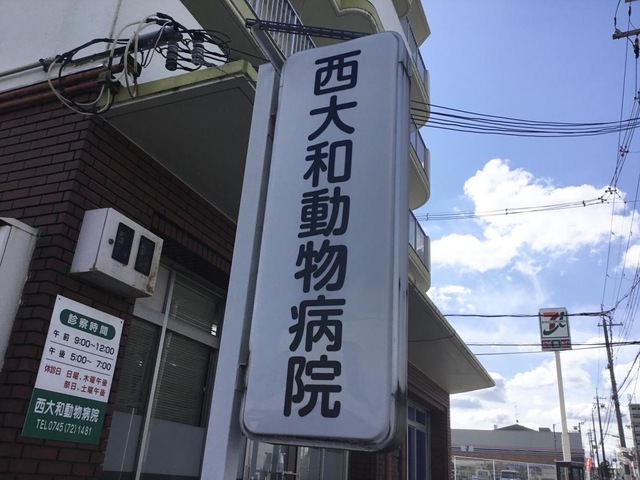 西大和動物病院
診察時間
午前 9:00~12:00
午後 5:00~7:00
休診日 日曜、木曜午後
祭日、土曜午後
西大和動物病院
TEL0745(72)1481